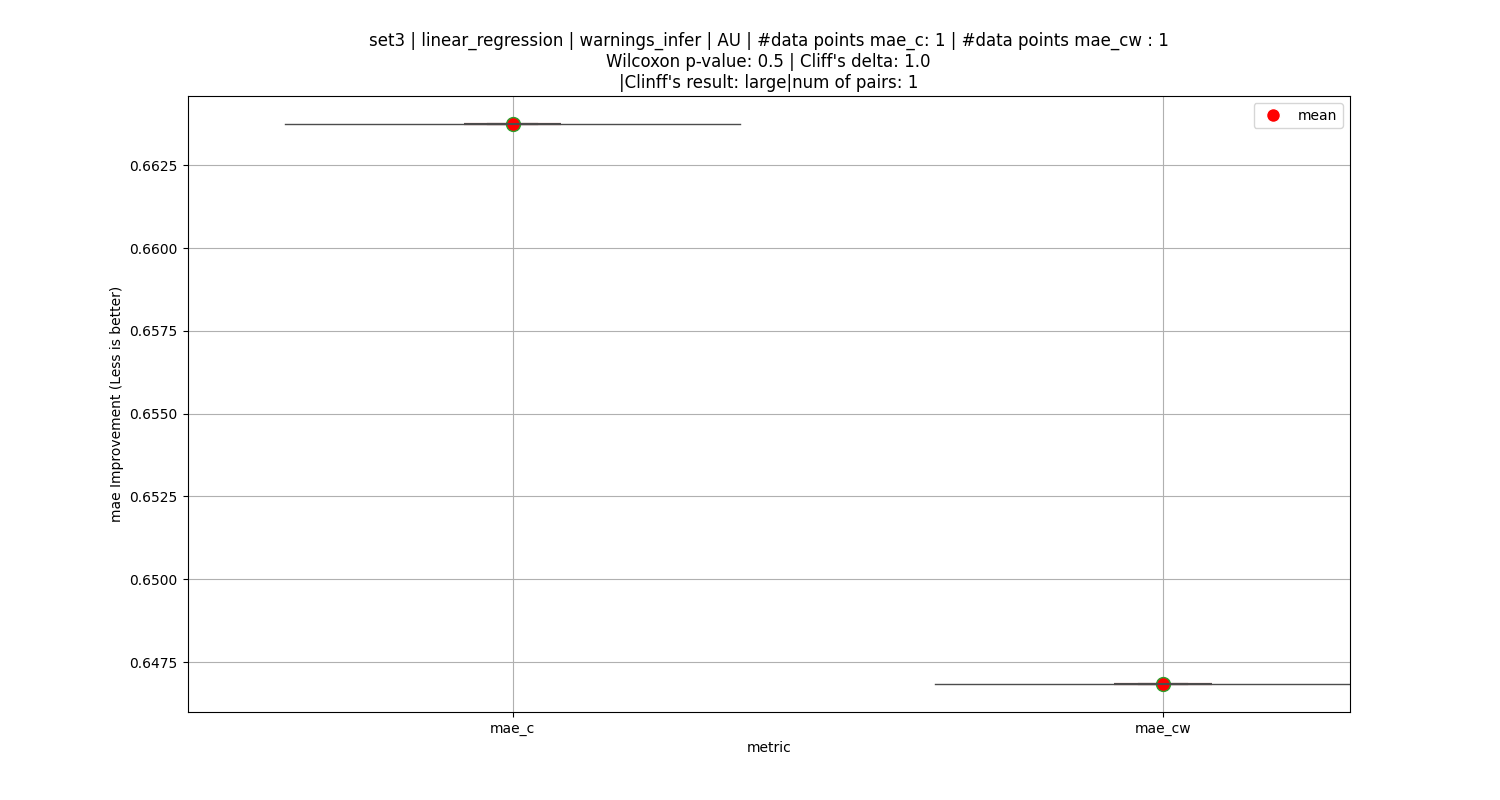 set3 | linear_regression | warnings_infer | AU | #data points mae_c: 1 | #data points mae_cw : 1
Wilcoxon p-value: 0.5 | Cliff's delta: 1.0
|Clinff's result: large|num of pairs: 1
mean
mae Improvement (Less is better)
0.6625
0.6600
0.6575
0.6550
0.6525
0.6500
0.6475
mae_c
mae_cw
metric